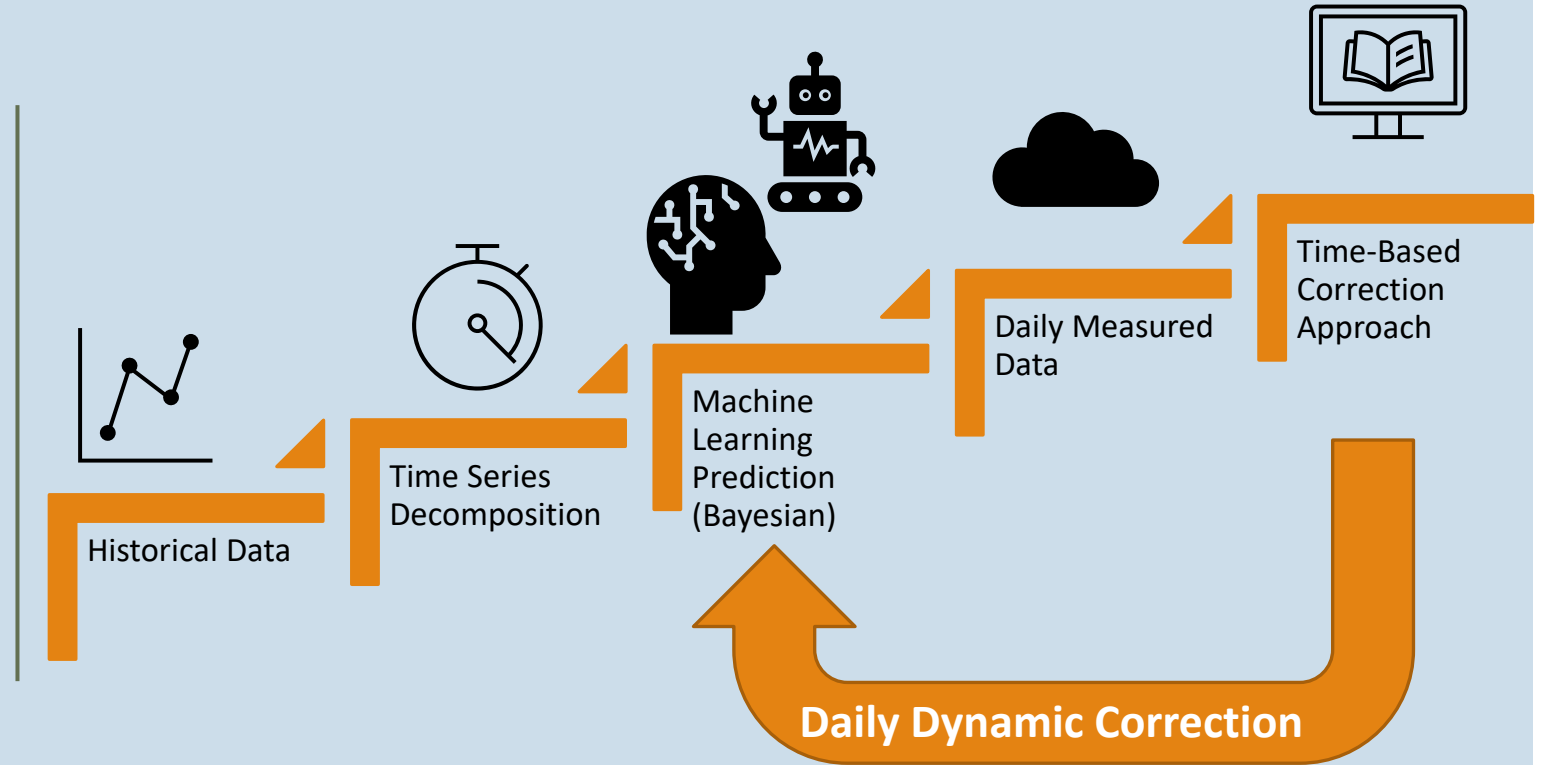 Historical Data
Time Series
Decomposition
Machine
Learning
Prediction
(Bayesian)
Daily Measured
Data
Time-Based
Correction
Approach
Daily Dynamic Correction